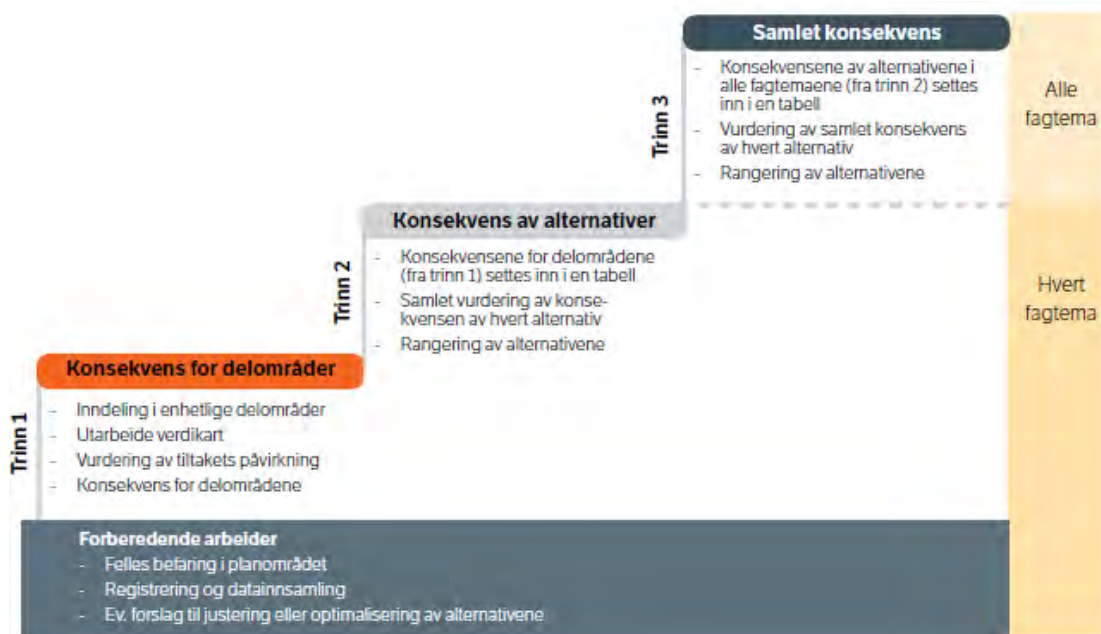 Samlet konsekvens
- Konsekvensene av alternativene i
alle fagtemaene (fra trinn 2) settes
inn i en tabell
- Vurdering av samlet konsekvens
av hvert alternativ
- Rangering av alternativene
Trinn 3
Alle
fagtema
Konsekvens av alternativer
- Konsekvensene for delområdene
(fra trinn 1) settes inn i en tabell
- Samlet vurdering av konse-
kvensen av hvert alternativ
- Rangering av alternativene
Trinn 2
Hvert
fagtema
Konsekvens for delområder
- Inndeling i enhetlige delområder
- Utarbeide verdikart
- Vurdering av tiltakets påvirkning
- Konsekvens for delområdene
Trinn 1
Forberedende arbeider
- Felles befaring i planområdet
- Registrering og datainnsamling
- Ev. forslag til justering eller optimalisering av alternativene